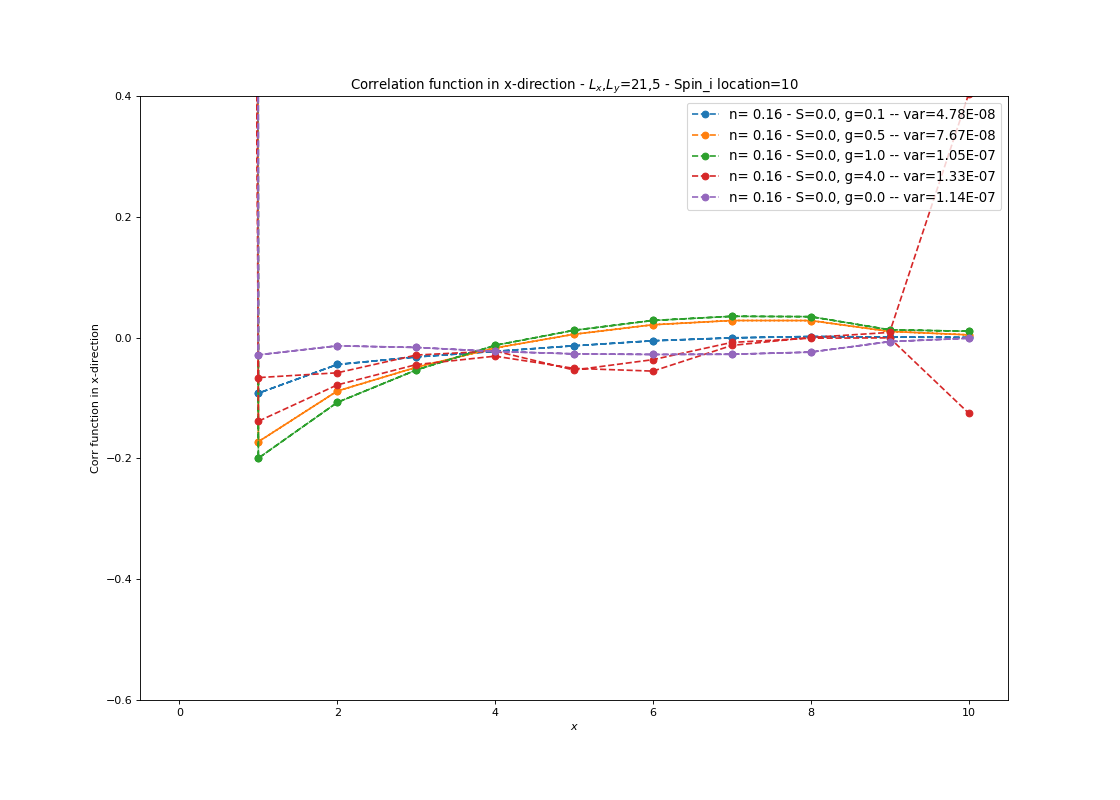 Correlation function in x-direction - Lx,Ly=21,5 - Spin_i location=10
0.4
0.2
0.0
−0.2
−0.4
−0.6
Corr function in x-direction
n= 0.16 - S=0.0, g=0.1 -- var=4.78E-08
n= 0.16 - S=0.0, g=0.5 -- var=7.67E-08
n= 0.16 - S=0.0, g=1.0 -- var=1.05E-07
n= 0.16 - S=0.0, g=4.0 -- var=1.33E-07
n= 0.16 - S=0.0, g=0.0 -- var=1.14E-07
0 2 4 6 8 10
x